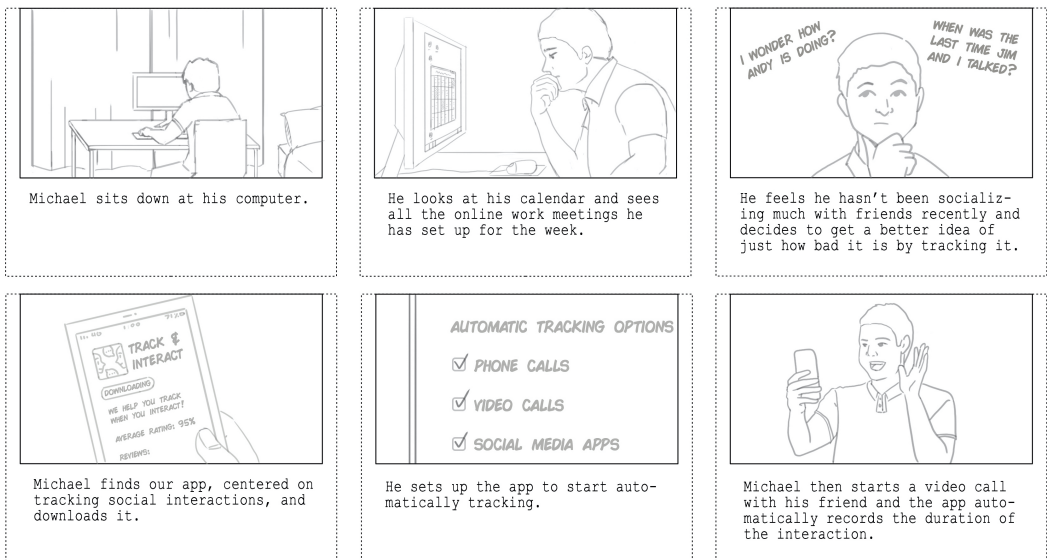 Michael sits down at his computer.
He looks at his calendar and sees
all the online work meetings he
has set up for the week.
I WONDER HOW
ANDY IS DOING?
WHEN WAS THE
LAST TIME JIM
AND I TALKED?
He feels he hasn't been socializ-
ing much with friends recently and
decides to get a better idea of
just how bad it is by tracking it.
TRACK &
INTERACT
DOWNLOADING
WE HELP YOU TRACK
WHEN YOU INTERACT!
AVERAGE RATING: 95%
REVIEWS:
Michael finds our app, centered on
tracking social interactions, and
downloads it.
AUTOMATIC TRACKING OPTIONS
PHONE CALLS
VIDEO CALLS
SOCIAL MEDIA APPS
He sets up the app to start auto-
matically tracking.
Michael then starts a video call
with his friend and the app auto-
matically records the duration of
the interaction.